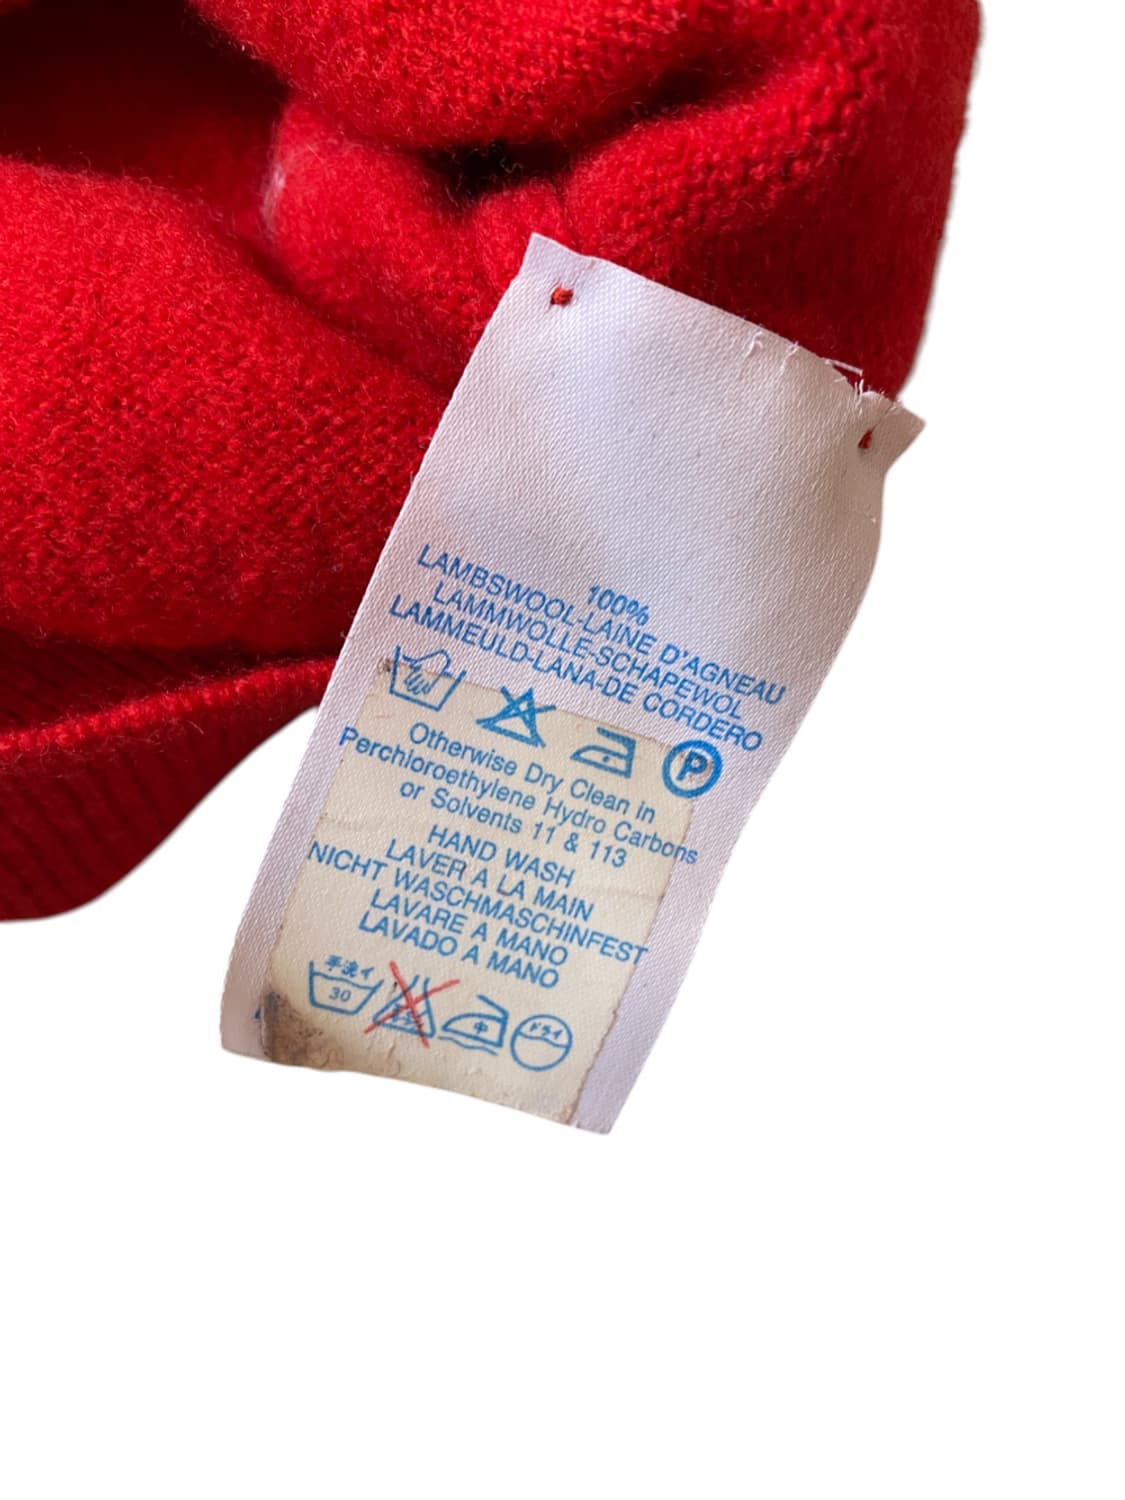 100%
LAMBSWOOL-LAINE D'AGNEAU
LAMMWOLLE-SCHAPEWOL
LAMMEULD-LANA-DE CORDERO
P
Otherwise Dry Clean in
Perchloroethylene Hydro Carbons
or Solvents 11 & 113
HAND WASH
LAVER A LA MAIN
NICHT WASCHMASCHINFEST
LAVARE A MANO
LAVADO A MANO
手洗イ
30
中
ドライ